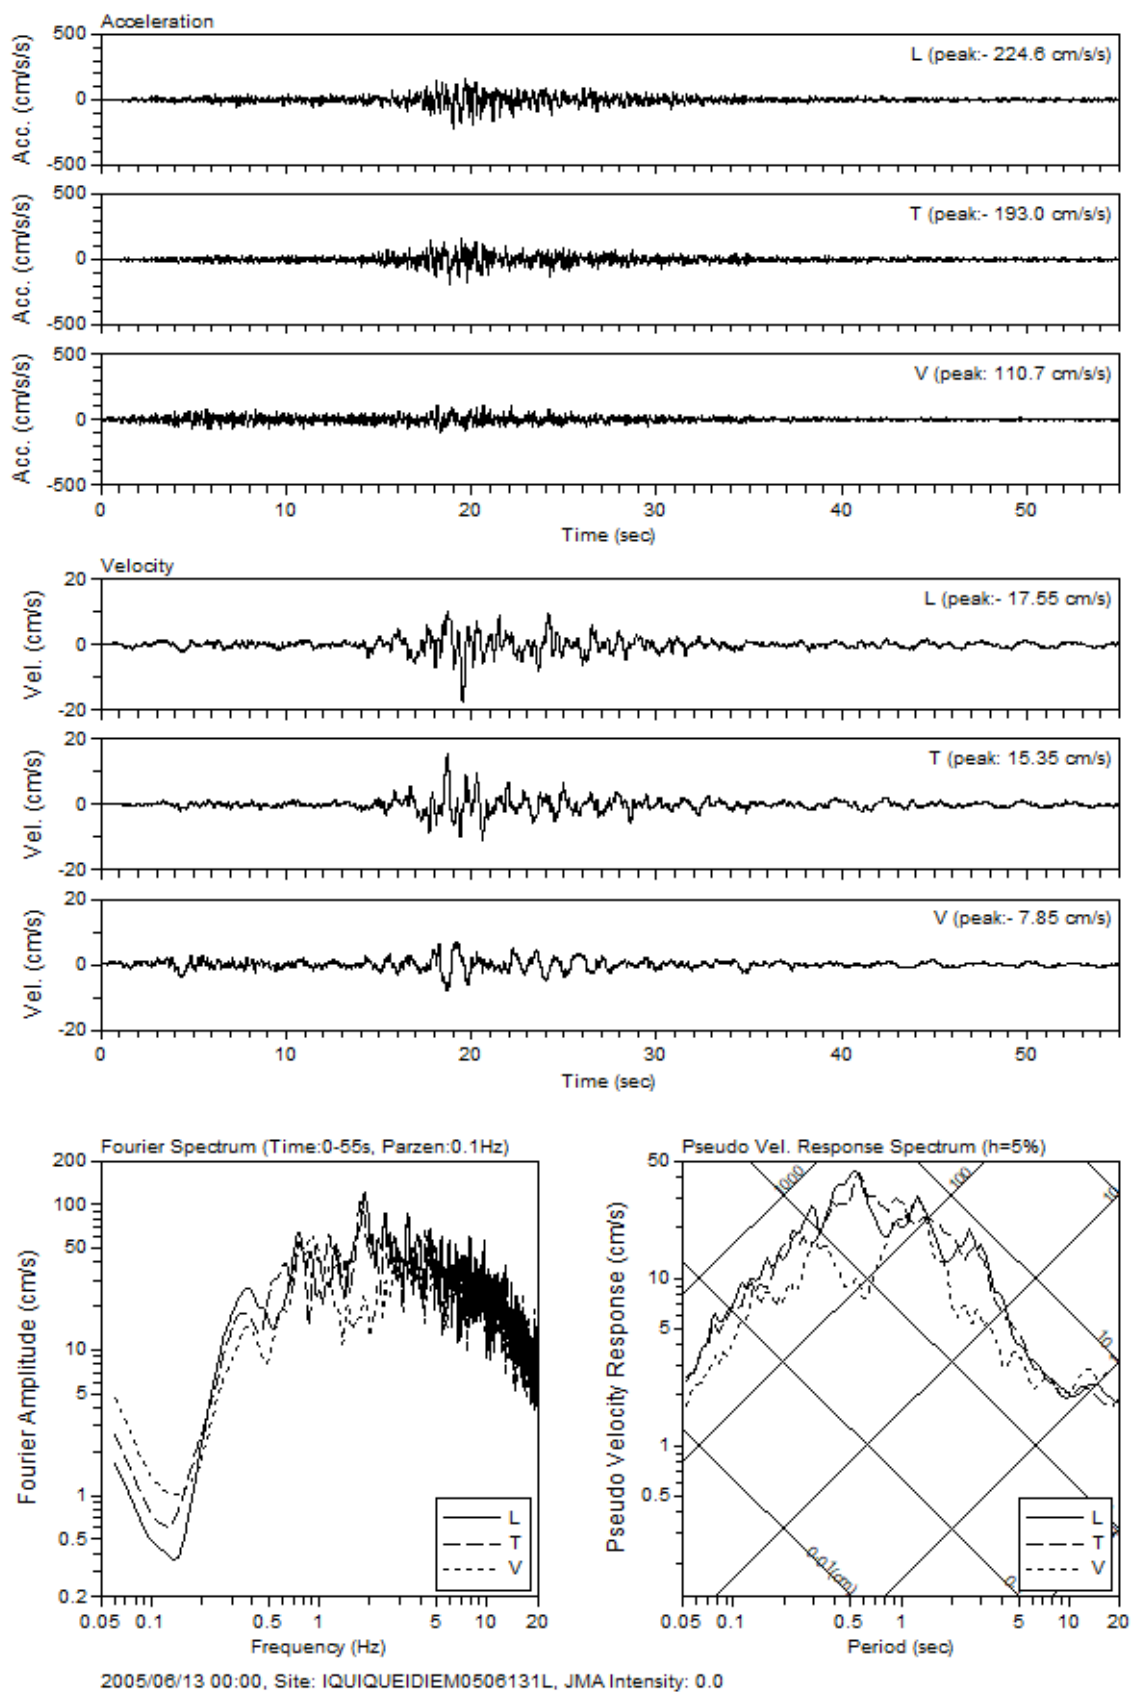 Acceleration
500
L (peak:- 224.6 cm/s/s)
Acc. (cm/s/s)
0
-500
500
T (peak:- 193.0 cm/s/s)
Acc. (cm/s/s)
0
-500
500
V (peak: 110.7 cm/s/s)
Acc. (cm/s/s)
0
-500
0 10 20 30 40 50
Time (sec)
Velocity
20
L (peak:- 17.55 cm/s)
Vel. (cm/s)
0
-20
20
T (peak: 15.35 cm/s)
Vel. (cm/s)
0
-20
20
V (peak:- 7.85 cm/s)
Vel. (cm/s)
0
-20
0 10 20 30 40 50
Time (sec)
Fourier Spectrum (Time:0-55s, Parzen:0.1Hz)
200
100
50
10
5
1
0.5
0.2
Fourier Amplitude (cm/s)
L
T
V
0.05 0.1 0.5 1 5 10 20
Frequency (Hz)
Pseudo Vel. Response Spectrum (h=5%)
50
10
5
1
0.5
Pseudo Velocity Response (cm/s)
1000
100
10
0.01(cm)
L
T
V
0.05 0.1 0.5 1 5 10 20
Period (sec)
2005/06/13 00:00, Site: IQUIQUEIDIEM0506131L, JMA Intensity: 0.0